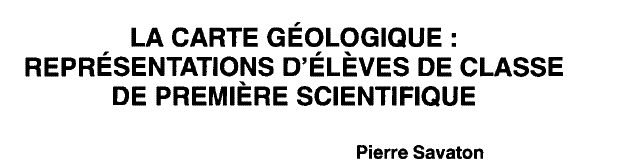 LA CARTE GÉOLOGIQUE :
REPRÉSENTATIONS D'ÉLÈVES DE CLASSE
DE PREMIÈRE SCIENTIFIQUE
Pierre Savaton